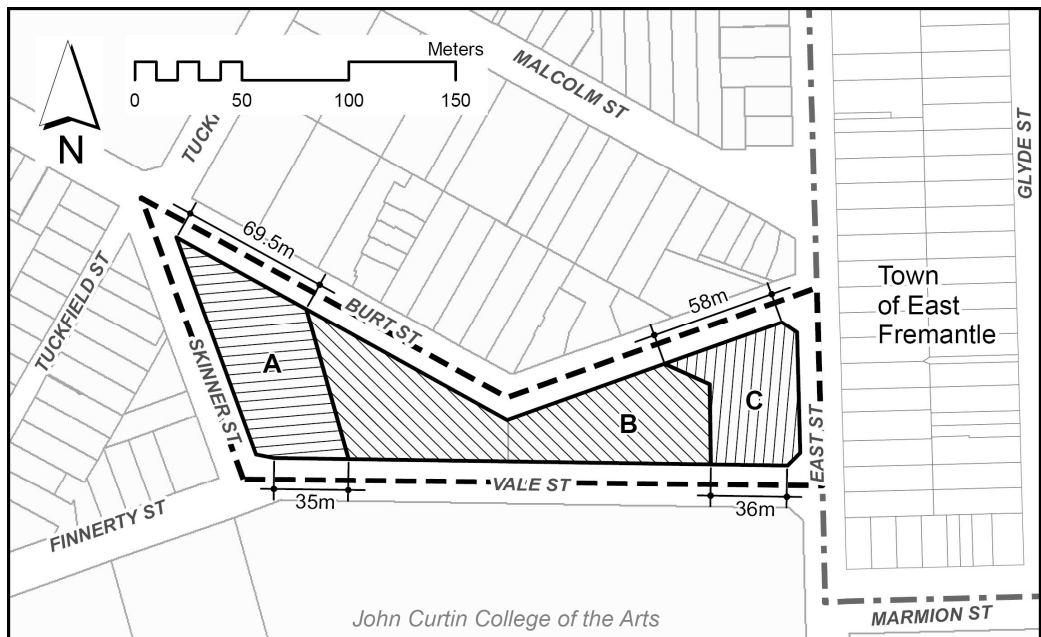 Meters
0 50 100 150
N
MALCOLM ST
GLYDE ST
69.5m
BURT ST
58m
Town
of East
Fremantle
TUCKFIELD ST
SKINNER ST
A
B
C
EAST ST
VALE ST
35m
36m
FINNERTY ST
John Curtin College of the Arts
MARMION ST